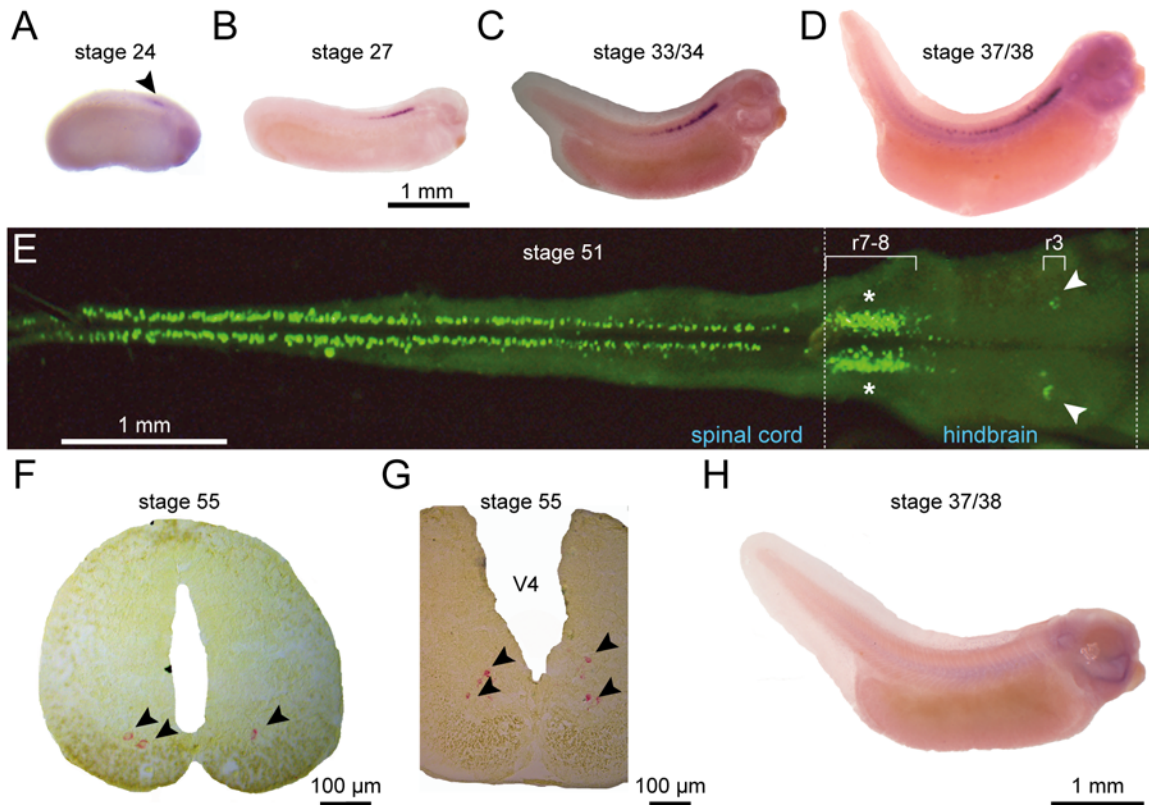 A
stage 24
B
stage 27
1 mm
C
stage 33/34
D
stage 37/38
E
stage 51
r7-8
r3
*
*
1 mm
spinal cord
hindbrain
F
stage 55
100 µm
G
stage 55
V4
100 µm
H
stage 37/38
1 mm